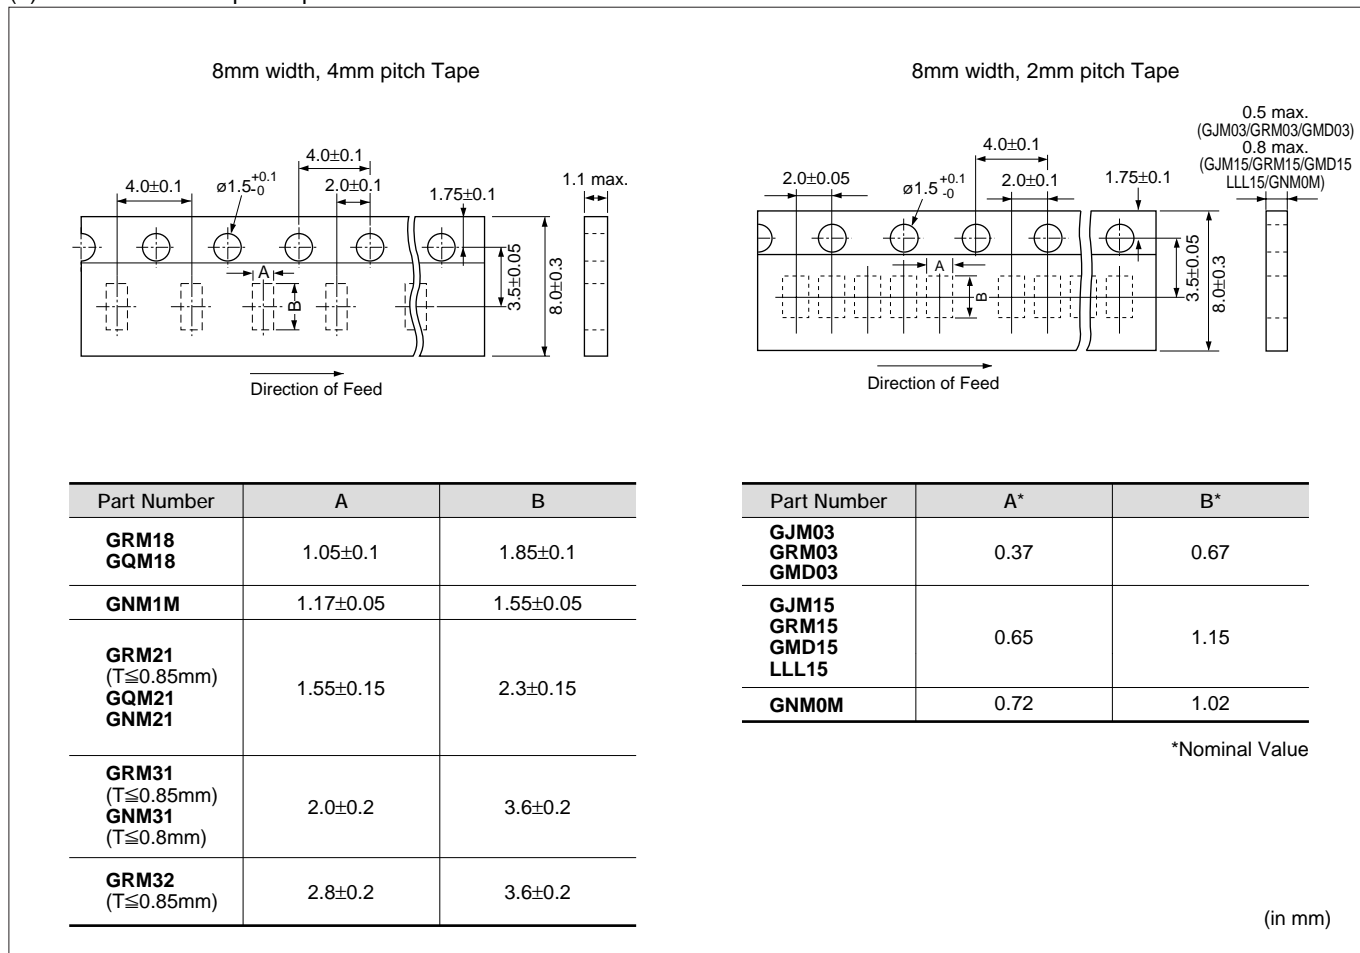 8mm width, 4mm pitch Tape
4.0±0.1
4.0±0.1
ø1.5 +0.1 -0
2.0±0.1
1.75±0.1
1.1 max.
A
B
3.5±0.05
8.0±0.3
Direction of Feed
8mm width, 2mm pitch Tape
0.5 max.
(GJM03/GRM03/GMD03)
0.8 max.
(GJM15/GRM15/GMD15
LLL15/GNM0M)
4.0±0.1
2.0±0.05
ø1.5 +0.1 -0
2.0±0.1
1.75±0.1
A
B
3.5±0.05
8.0±0.3
Direction of Feed
Part Number A B
GRM18
GQM18
1.05±0.1 1.85±0.1
GNM1M 1.17±0.05 1.55±0.05
GRM21
(T≦0.85mm)
GQM21
GNM21
1.55±0.15 2.3±0.15
GRM31
(T≦0.85mm)
GNM31
(T≦0.8mm)
2.0±0.2 3.6±0.2
GRM32
(T≦0.85mm)
2.8±0.2 3.6±0.2
Part Number A* B*
GJM03
GRM03
GMD03
0.37 0.67
GJM15
GRM15
GMD15
LLL15
0.65 1.15
GNM0M 0.72 1.02
*Nominal Value
(in mm)